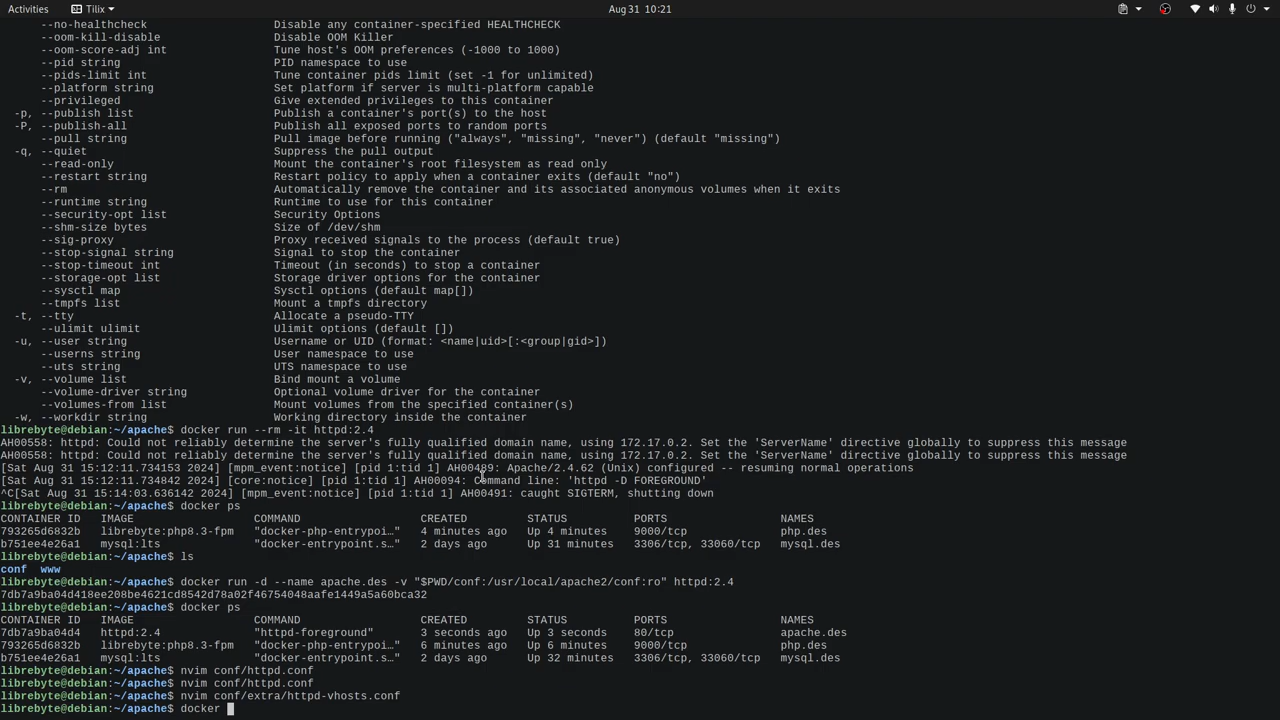 Activities Tilix Aug 31 10:21
--no-healthcheck Disable any container-specified HEALTHCHECK
--oom-kill-disable Disable OOM Killer
--oom-score-adj int Tune host's OOM preferences (-1000 to 1000)
--pid string PID namespace to use
--pids-limit int Tune container pids limit (set -1 for unlimited)
--platform string Set platform if server is multi-platform capable
--privileged Give extended privileges to this container
-p, --publish list Publish a container's port(s) to the host
-P, --publish-all Publish all exposed ports to random ports
--pull string Pull image before running ("always", "missing", "never") (default "missing")
-q, --quiet Suppress the pull output
--read-only Mount the container's root filesystem as read only
--restart string Restart policy to apply when a container exits (default "no")
--rm Automatically remove the container and its associated anonymous volumes when it exits
--runtime string Runtime to use for this container
--security-opt list Security Options
--shm-size bytes Size of /dev/shm
--sig-proxy Proxy received signals to the process (default true)
--stop-signal string Signal to stop the container
--stop-timeout int Timeout (in seconds) to stop a container
--storage-opt list Storage driver options for the container
--sysctl map Sysctl options (default map[])
--tmpfs list Mount a tmpfs directory
-t, --tty Allocate a pseudo-TTY
--ulimit ulimit Ulimit options (default [])
-u, --user string Username or UID (format: <name|uid>[:<group|gid>])
--userns string User namespace to use
--uts string UTS namespace to use
-v, --volume list Bind mount a volume
--volume-driver string Optional volume driver for the container
--volumes-from list Mount volumes from the specified container(s)
-w, --workdir string Working directory inside the container
librebyte@debian:~/apache$ docker run --rm -it httpd:2.4
AH00558: httpd: Could not reliably determine the server's fully qualified domain name, using 172.17.0.2. Set the 'ServerName' directive globally to suppress this message
AH00558: httpd: Could not reliably determine the server's fully qualified domain name, using 172.17.0.2. Set the 'ServerName' directive globally to suppress this message
[Sat Aug 31 15:12:11.734153 2024] [mpm_event:notice] [pid 1:tid 1] AH00489: Apache/2.4.62 (Unix) configured -- resuming normal operations
[Sat Aug 31 15:12:11.734842 2024] [core:notice] [pid 1:tid 1] AH00094: Command line: 'httpd -D FOREGROUND'
^C[Sat Aug 31 15:14:03.636142 2024] [mpm_event:notice] [pid 1:tid 1] AH00491: caught SIGTERM, shutting down
librebyte@debian:~/apache$ docker ps
CONTAINER ID IMAGE COMMAND CREATED STATUS PORTS NAMES
793265d6832b librebyte:php8.3-fpm "docker-php-entrypoi…" 4 minutes ago Up 4 minutes 9000/tcp php.des
b751ee4e26a1 mysql:lts "docker-entrypoint.s…" 2 days ago Up 31 minutes 3306/tcp, 33060/tcp mysql.des
librebyte@debian:~/apache$ ls
conf www
librebyte@debian:~/apache$ docker run -d --name apache.des -v "$PWD/conf:/usr/local/apache2/conf:ro" httpd:2.4
7db7a9ba04d418ee208be4621cd8542d78a02f46754048aafe1449a5a60bca32
librebyte@debian:~/apache$ docker ps
CONTAINER ID IMAGE COMMAND CREATED STATUS PORTS NAMES
7db7a9ba04d4 httpd:2.4 "httpd-foreground" 3 seconds ago Up 3 seconds 80/tcp apache.des
793265d6832b librebyte:php8.3-fpm "docker-php-entrypoi…" 6 minutes ago Up 6 minutes 9000/tcp php.des
b751ee4e26a1 mysql:lts "docker-entrypoint.s…" 2 days ago Up 32 minutes 3306/tcp, 33060/tcp mysql.des
librebyte@debian:~/apache$ nvim conf/httpd.conf
librebyte@debian:~/apache$ nvim conf/httpd.conf
librebyte@debian:~/apache$ nvim conf/extra/httpd-vhosts.conf
librebyte@debian:~/apache$ docker